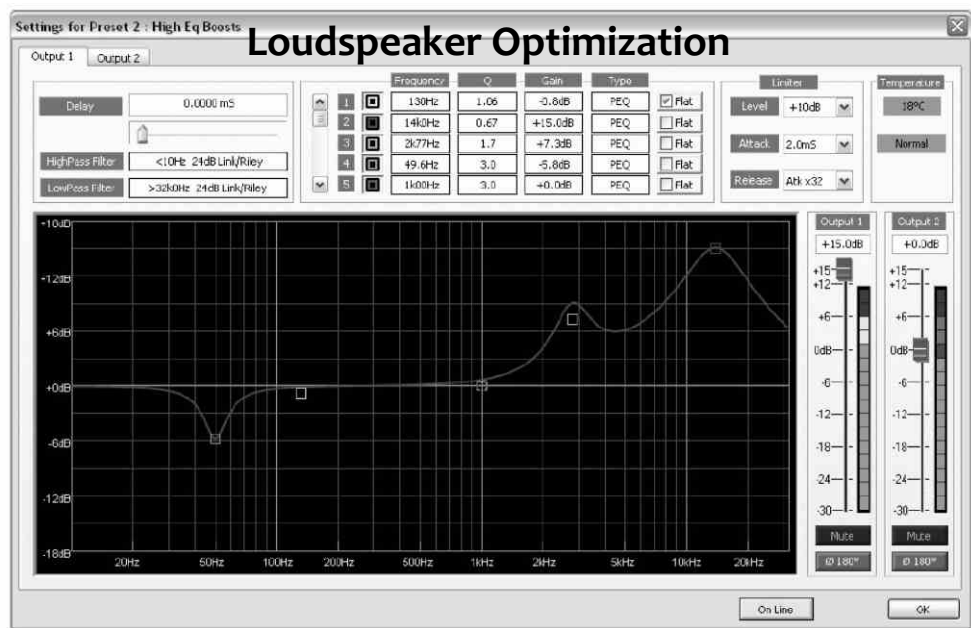 Settings for Preset 2 : High Eq Boosts
Loudspeaker Optimization
Output 1 Output 2
Frequency Q Gain Type Limiter Temperature
Delay 0.0000 mS 1 130Hz 1.06 -0.8dB PEQ Flat Level +10dB 18°C
2 14k0Hz 0.67 +15.0dB PEQ Flat
3 2k77Hz 1.7 +7.3dB PEQ Flat Attack 2.0mS Normal
HighPass Filter <10Hz 24dB Link/Riley 4 49.6Hz 3.0 -5.8dB PEQ Flat
LowPass Filter >32k0Hz 24dB Link/Riley 5 1k00Hz 3.0 +0.0dB PEQ Flat Release Atk x32
Output 1 Output 2
+15.0dB +0.0dB
+10dB
+12dB
+6dB
+0dB
-6dB
-12dB
-18dB
20Hz 50Hz 100Hz 200Hz 500Hz 1kHz 2kHz 5kHz 10kHz 20kHz
+15 +15
+12 +12
+6 +6
0dB 0dB
-6 -6
-12 -12
-18 -18
-24 -24
-30 -30
Mute Mute
Ø 180° Ø 180°
On Line OK